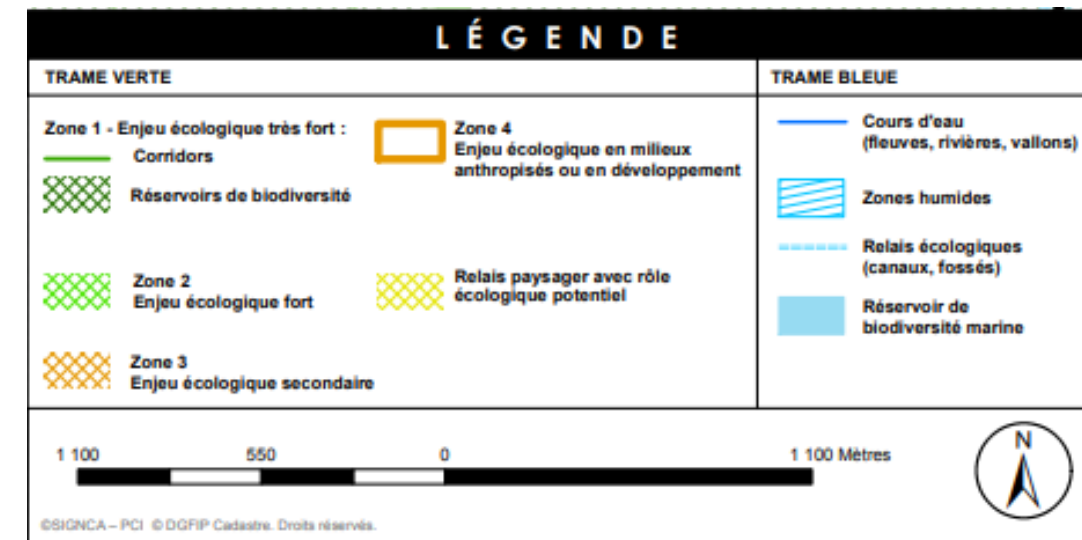 LÉGENDE
TRAME VERTE
TRAME BLEUE
Zone 1 - Enjeu écologique très fort :
Corridors
Réservoirs de biodiversité
Zone 2
Enjeu écologique fort
Zone 3
Enjeu écologique secondaire
Zone 4
Enjeu écologique en milieux
anthropisés ou en développement
Relais paysager avec rôle
écologique potentiel
Cours d'eau
(fleuves, rivières, vallons)
Zones humides
Relais écologiques
(canaux, fossés)
Réservoir de
biodiversité marine
1 100 550 0 1 100 Mètres
N
©SIGNCA – PCI © DGFIP Cadastre. Droits réservés.